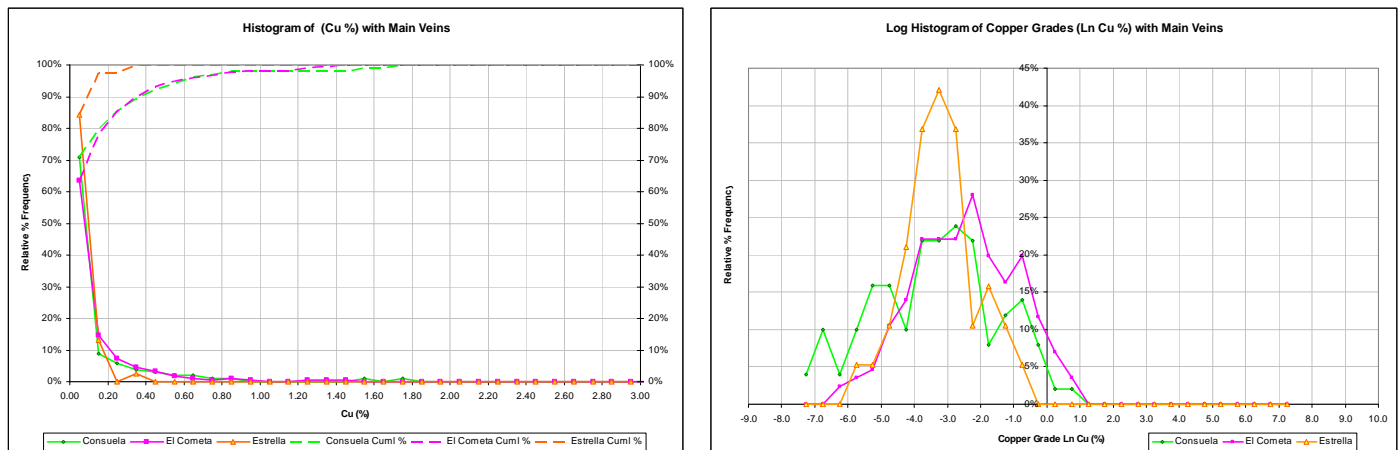 Histogram of (Cu %) with Main Veins
100% 100%
90% 90%
80% 80%
70% 70%
60% 60%
50% 50%
40% 40%
30% 30%
20% 20%
10% 10%
0% 0%
0.00 0.20 0.40 0.60 0.80 1.00 1.20 1.40 1.60 1.80 2.00 2.20 2.40 2.60 2.80 3.00
Relative % Frequency
Cu (%)
Consuela El Cometa Estrella Consuela Cuml % El Cometa Cuml % Estrella Cuml %
Log Histogram of Copper Grades (Ln Cu %) with Main Veins
45%
40%
35%
30%
25%
20%
15%
10%
5%
0%
-9.0 -8.0 -7.0 -6.0 -5.0 -4.0 -3.0 -2.0 -1.0 0.0 1.0 2.0 3.0 4.0 5.0 6.0 7.0 8.0 9.0 10.0
Relative % Frequency
Copper Grade Ln Cu (%)
Consuela El Cometa Estrella